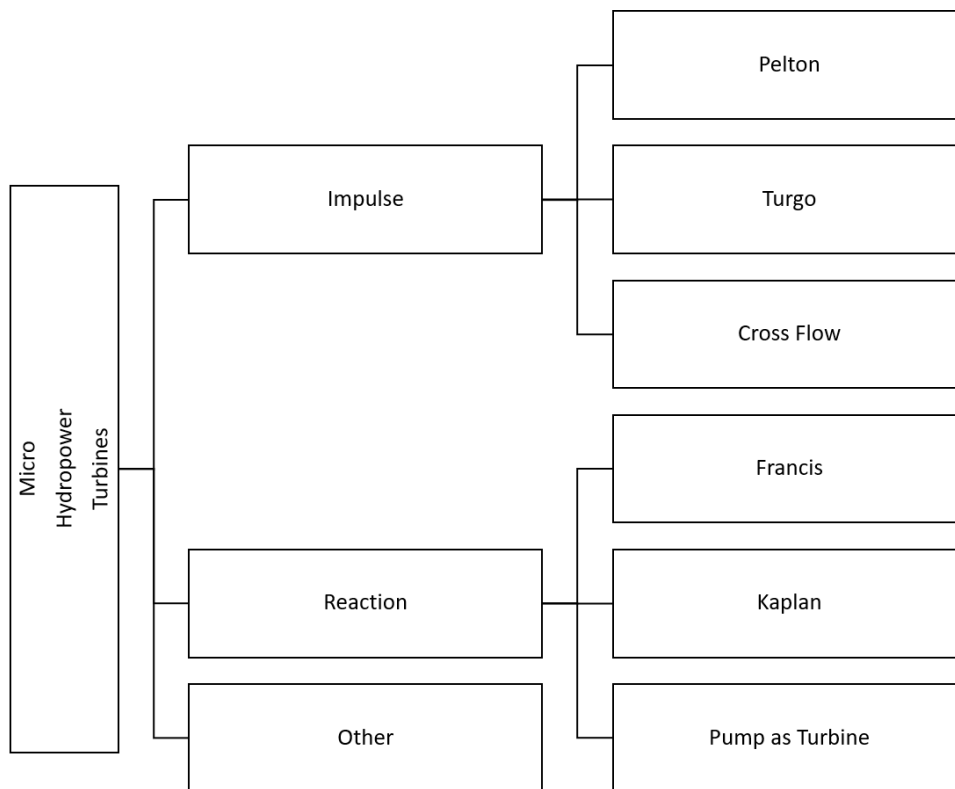 Micro
Hydropower
Turbines
Impulse
Reaction
Other
Pelton
Turgo
Cross Flow
Francis
Kaplan
Pump as Turbine